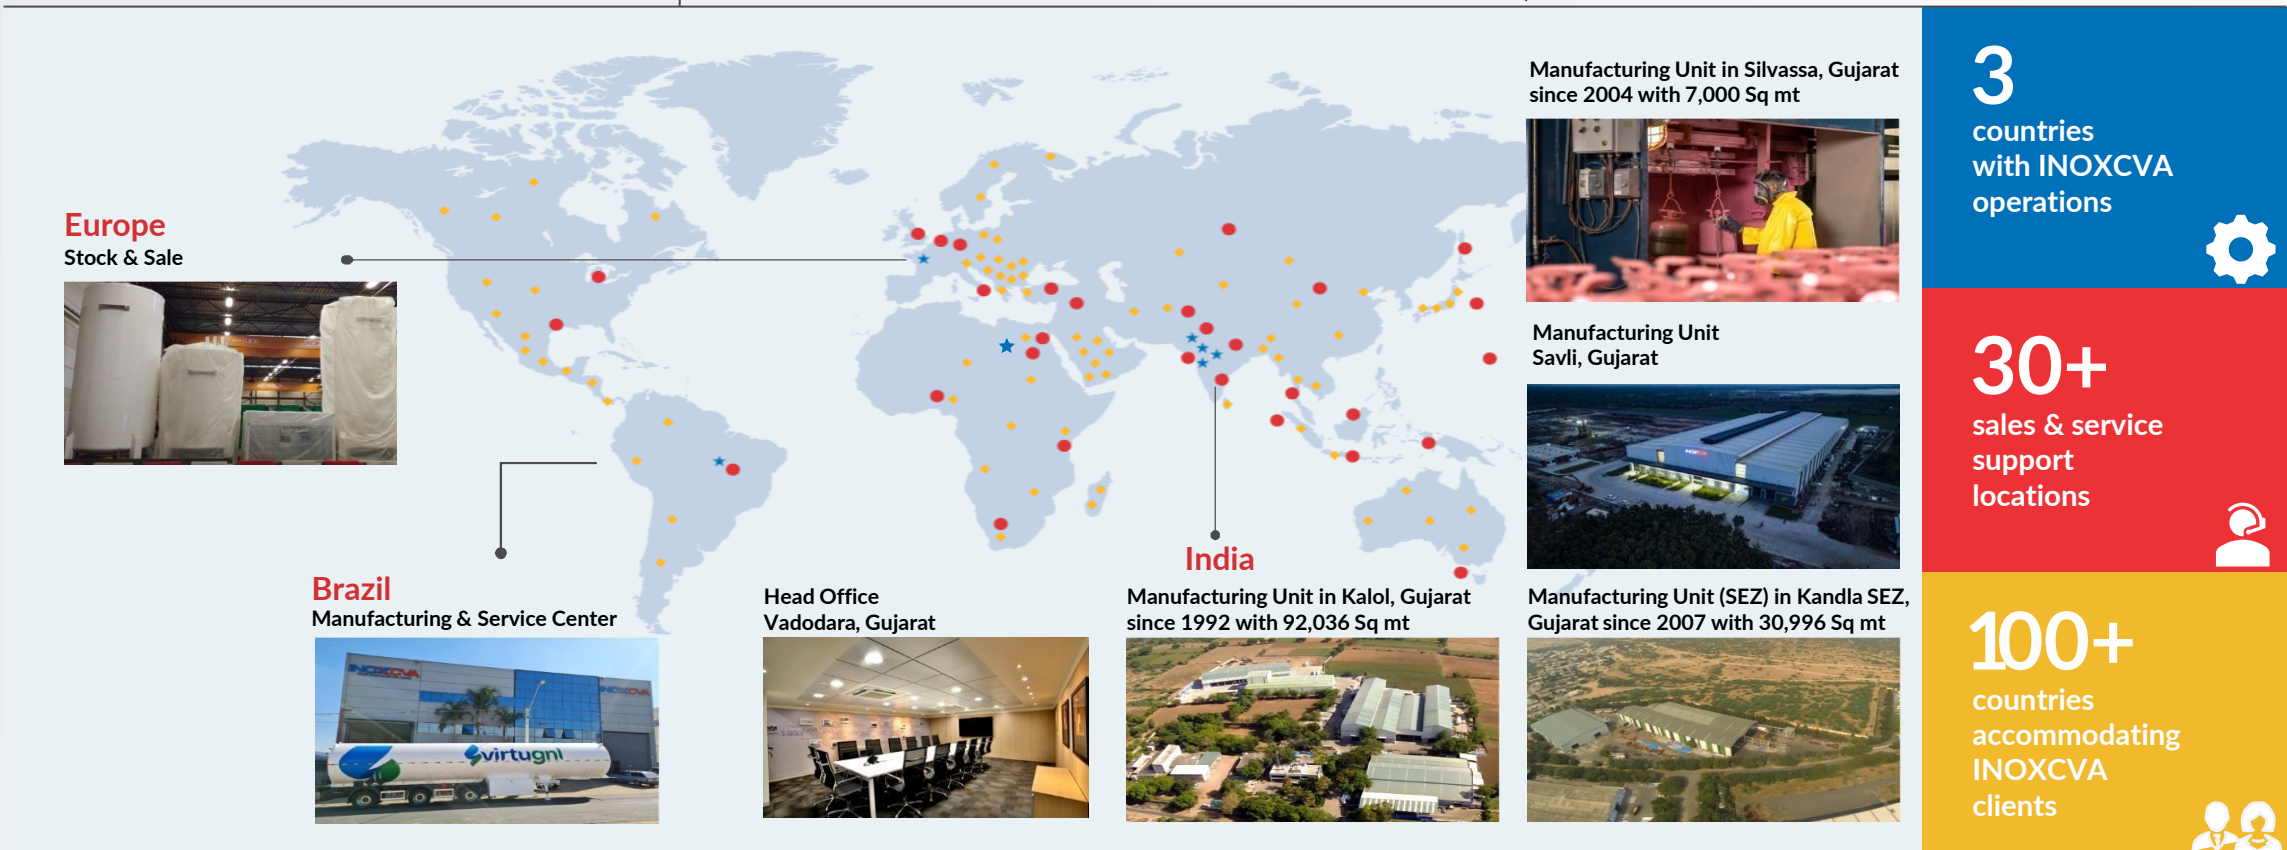 Manufacturing Unit in Silvassa, Gujarat
since 2004 with 7,000 Sq mt
Europe
Stock & Sale
Manufacturing Unit
Savli, Gujarat
India
Brazil
Manufacturing & Service Center
Head Office
Vadodara, Gujarat
Manufacturing Unit in Kalol, Gujarat
since 1992 with 92,036 Sq mt
Manufacturing Unit (SEZ) in Kandla SEZ,
Gujarat since 2007 with 30,996 Sq mt
INOXCVA
INOXCVA
virtugnl
3
countries
with INOXCVA
operations
30+
sales & service
support
locations
100+
countries
accommodating
INOXCVA
clients